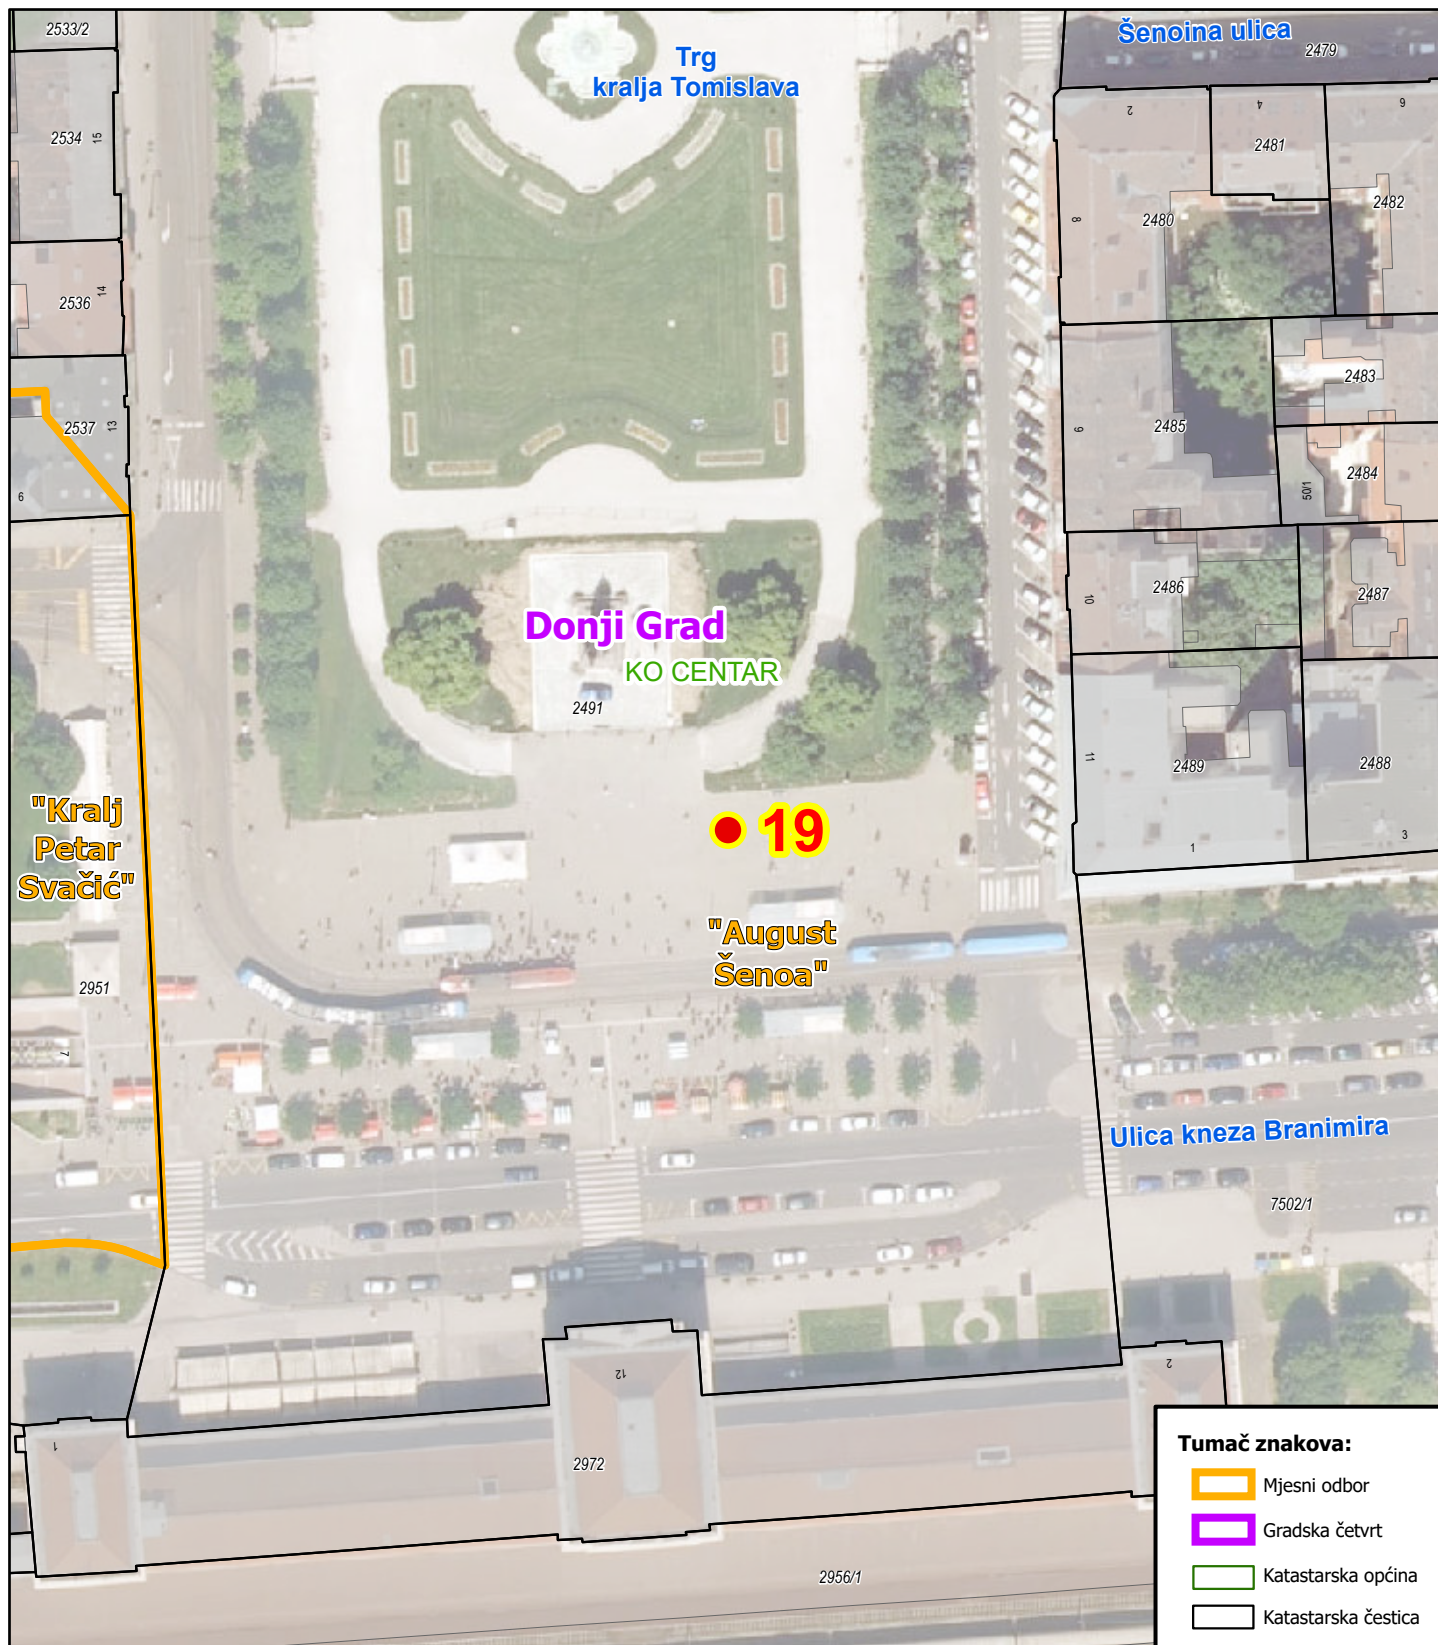 2533/2
Šenoina ulica
2479
Trg
kralja Tomislava
2
4
6
2534
15
2481
2482
8
2480
2536
14
2483
2537
13
9
2485
2484
6
50/1
10
2486
2487
Donji Grad
KO CENTAR
2491
11
2489
2488
"Kralj
Petar
Svačić"
19
1
3
"August
Šenoa"
2951
7
Ulica kneza Branimira
7502/1
12
2
1
2972
2956/1
Tumač znakova:
Mjesni odbor
Gradska četvrt
Katastarska općina
Katastarska čestica